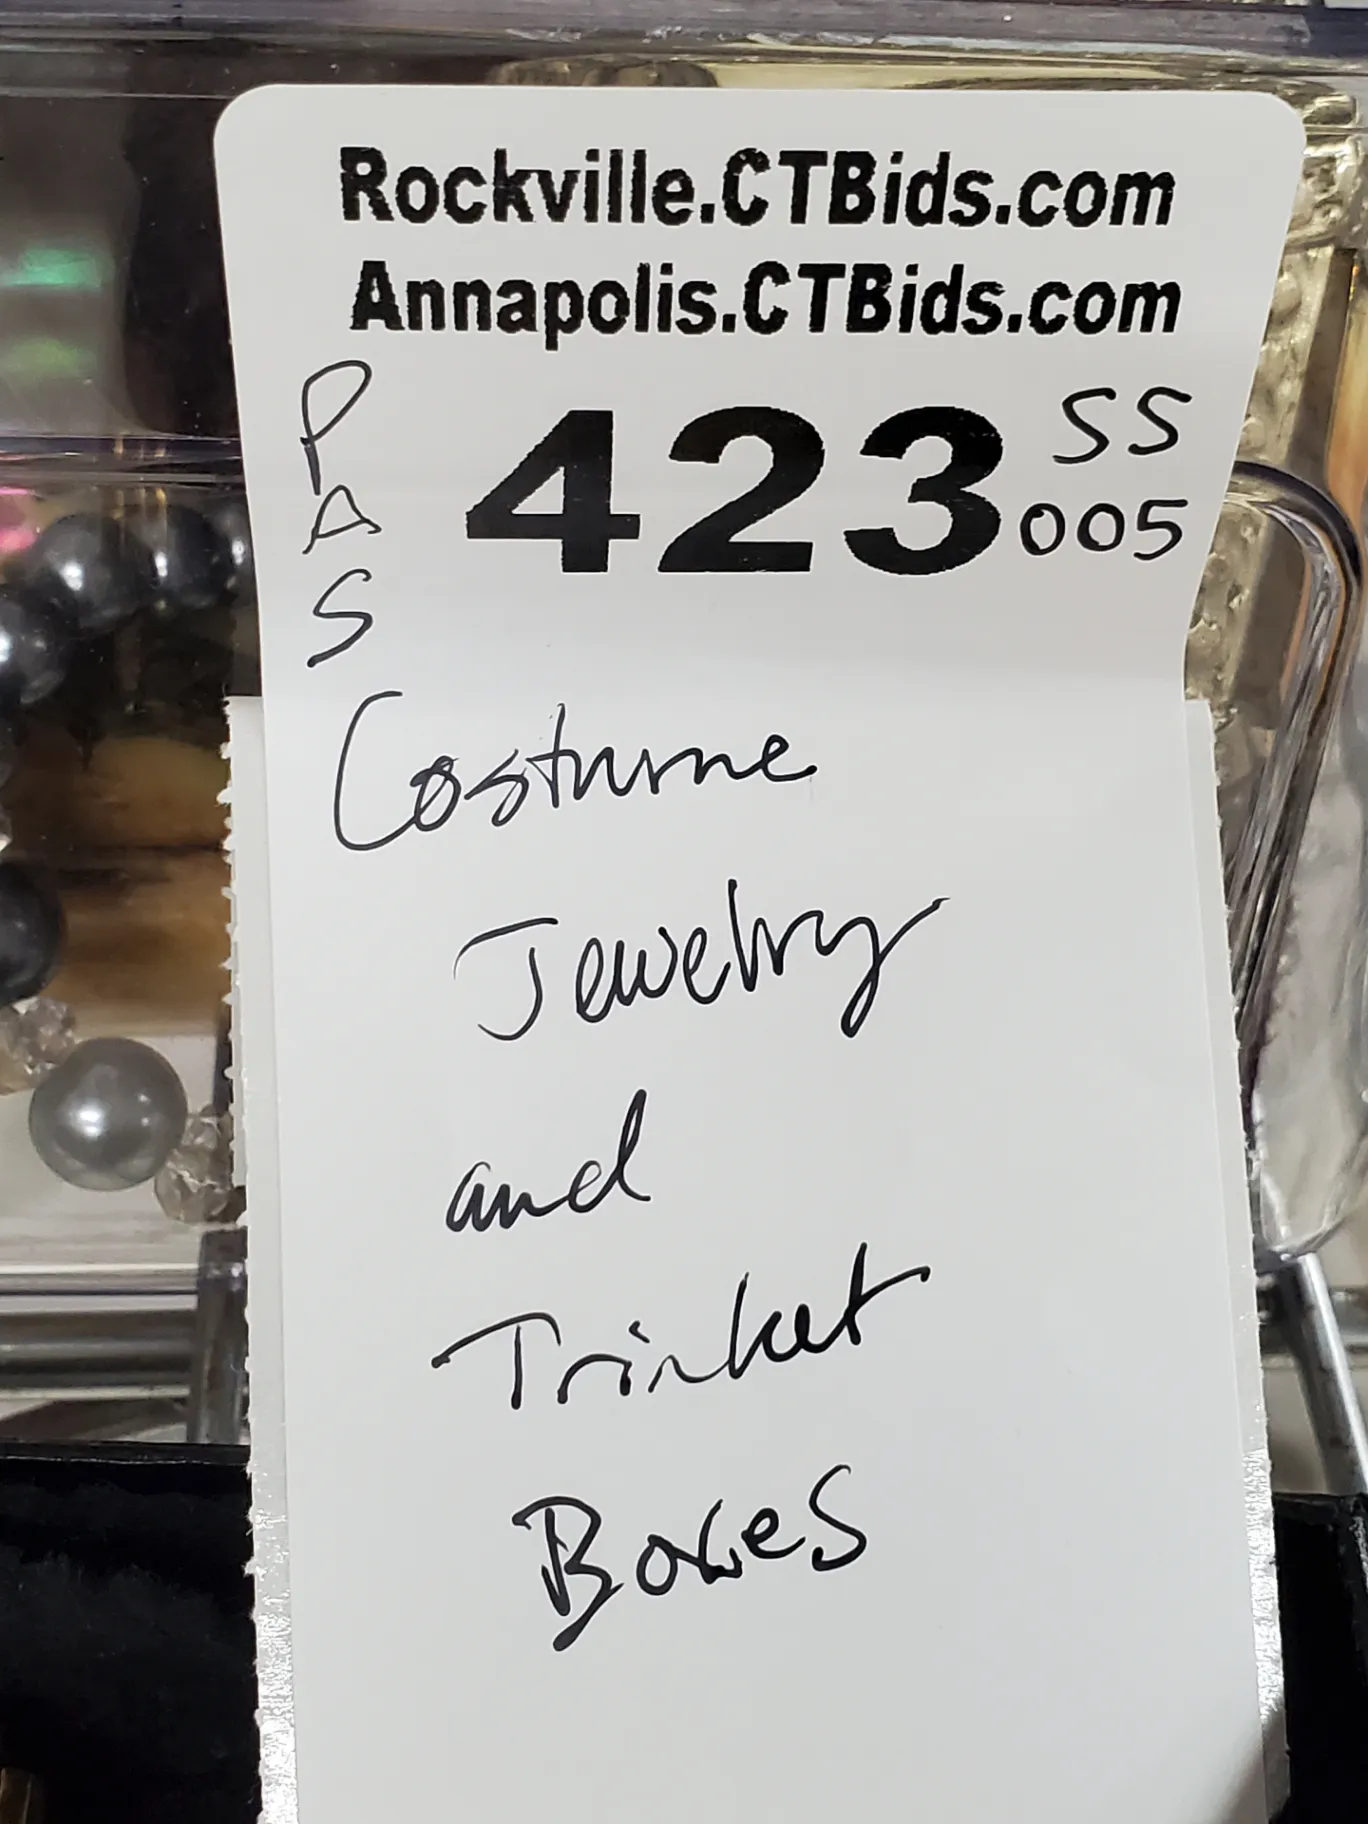 Rockville.CTBids.com
Annapolis.CTBids.com
P
A
S
423
SS
005
Costume
Jewelry
and
Trinket
Boxes